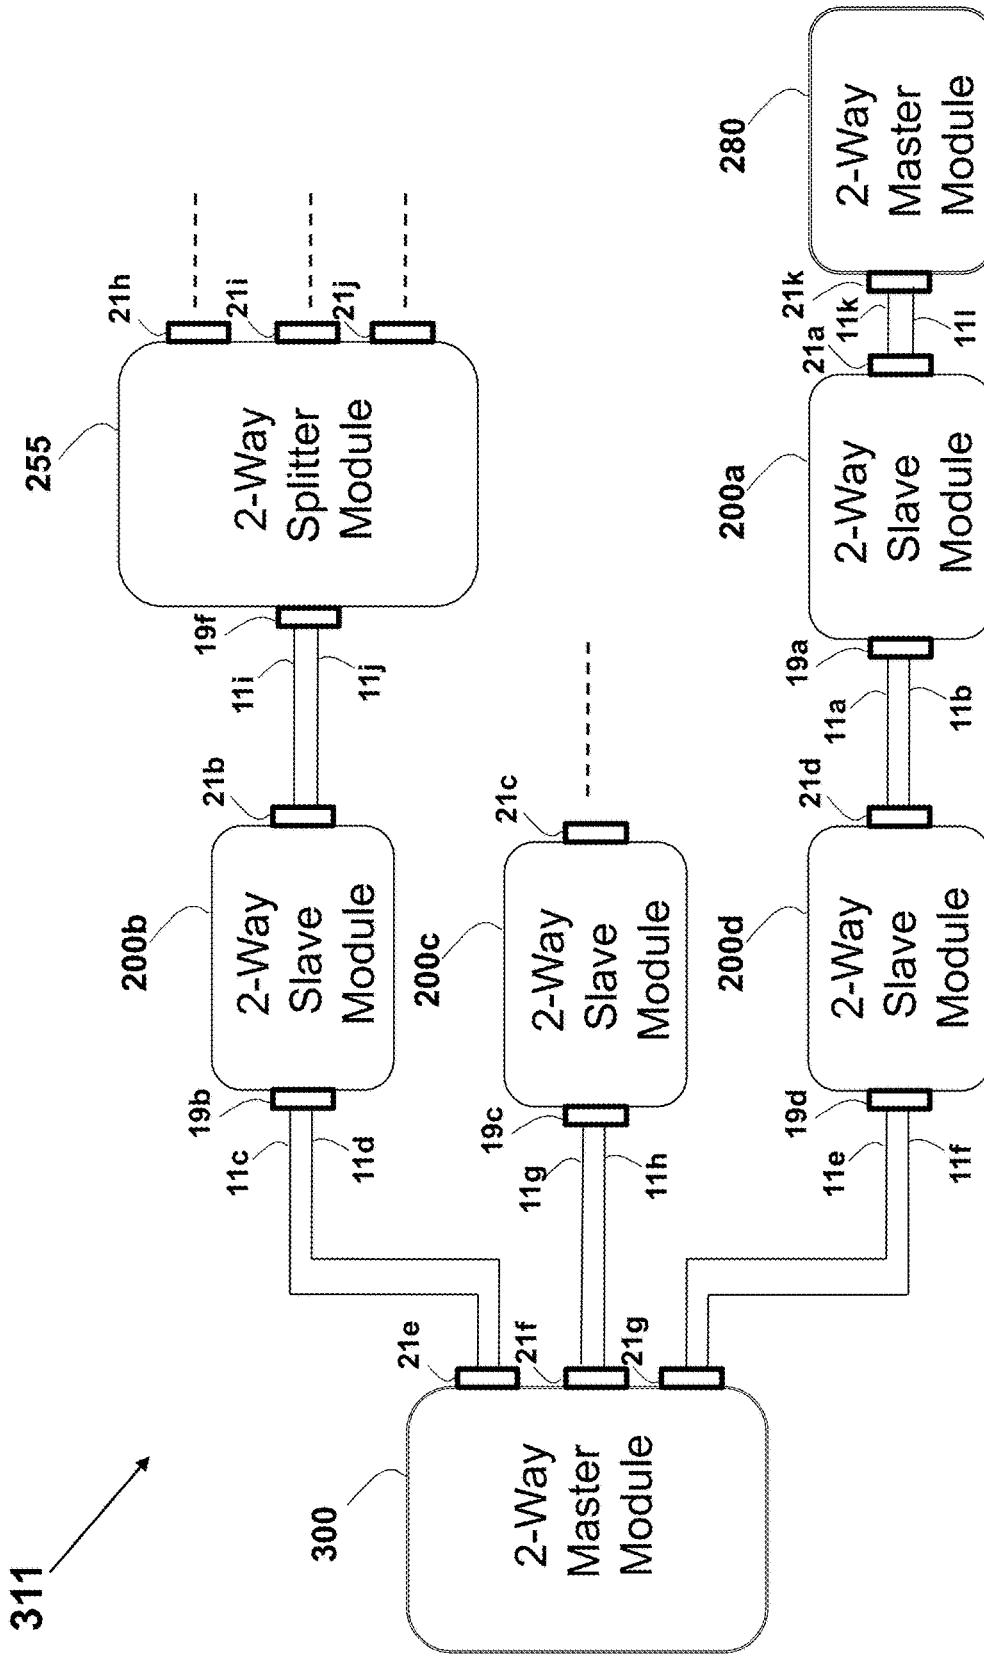 311
300
2-Way
Master
Module
21e
21f
21g
11c
11d
19b
200b
2-Way
Slave
Module
21b
11i
11j
19f
255
2-Way
Splitter
Module
21h
21i
21j
11g
11h
19c
200c
2-Way
Slave
Module
21c
11e
11f
19d
200d
2-Way
Slave
Module
21d
11a
11b
19a
200a
2-Way
Slave
Module
21a
11k
11l
21k
280
2-Way
Master
Module